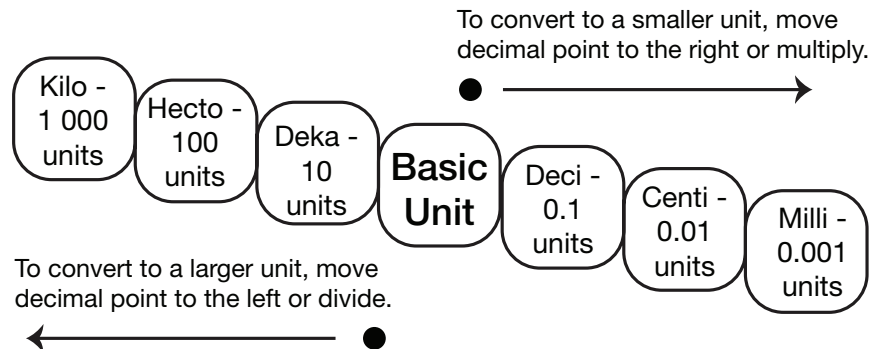 To convert to a smaller unit, move
decimal point to the right or multiply.
Kilo -
1 000
units
Hecto -
100
units
Deka -
10
units
Basic
Unit
Deci -
0.1
units
Centi -
0.01
units
Milli -
0.001
units
To convert to a larger unit, move
decimal point to the left or divide.